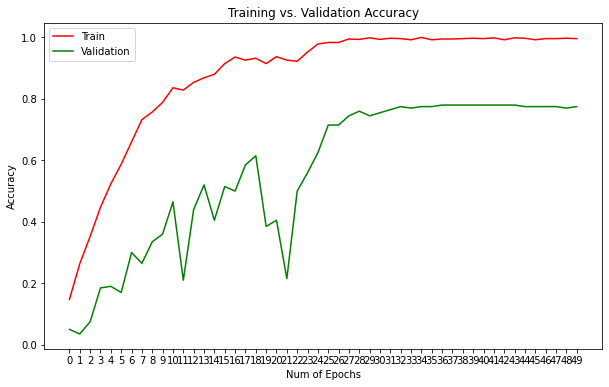 Training vs. Validation Accuracy
Train
Validation
1.0
0.8
0.6
0.4
0.2
0.0
Accuracy
0 1 2 3 4 5 6 7 8 9 10 11 12 13 14 15 16 17 18 19 20 21 22 23 24 25 26 27 28 29 30 31 32 33 34 35 36 37 38 39 40 41 42 43 44 45 46 47 48 49
Num of Epochs